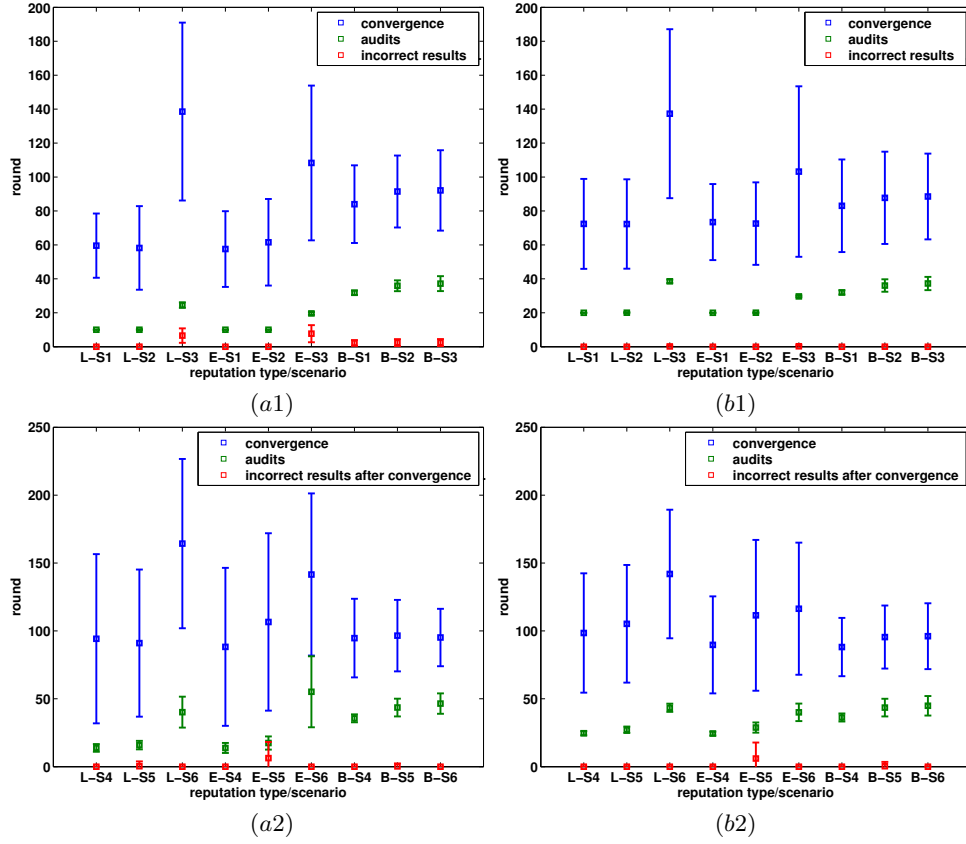 200
180
160
140
120
100
80
60
40
20
0
round
convergence
audits
incorrect results
L−S1 L−S2 L−S3 E−S1 E−S2 E−S3 B−S1 B−S2 B−S3
reputation type/scenario
(a1)
200
180
160
140
120
100
80
60
40
20
0
round
convergence
audits
incorrect results
L−S1 L−S2 L−S3 E−S1 E−S2 E−S3 B−S1 B−S2 B−S3
reputation type/scenario
(b1)
250
200
150
100
50
0
round
convergence
audits
incorrect results after convergence
L−S4 L−S5 L−S6 E−S4 E−S5 E−S6 B−S4 B−S5 B−S6
reputation type/scenario
(a2)
250
200
150
100
50
0
round
convergence
audits
incorrect results after convergence
L−S4 L−S5 L−S6 E−S4 E−S5 E−S6 B−S4 B−S5 B−S6
reputation type/scenario
(b2)